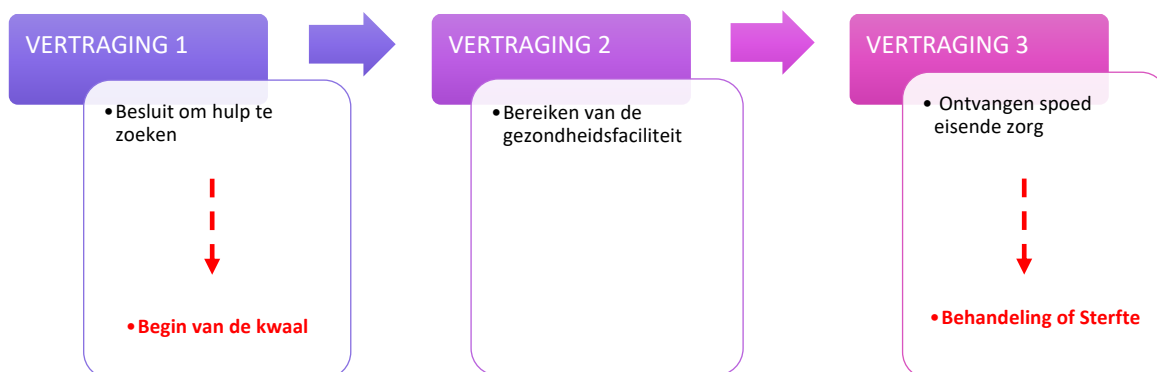 VERTRAGING 1
•Besluit om hulp te
zoeken
•Begin van de kwaal
VERTRAGING 2
•Bereiken van de
gezondheidsfaciliteit
VERTRAGING 3
• Ontvangen spoed
eisende zorg
•Behandeling of Sterfte